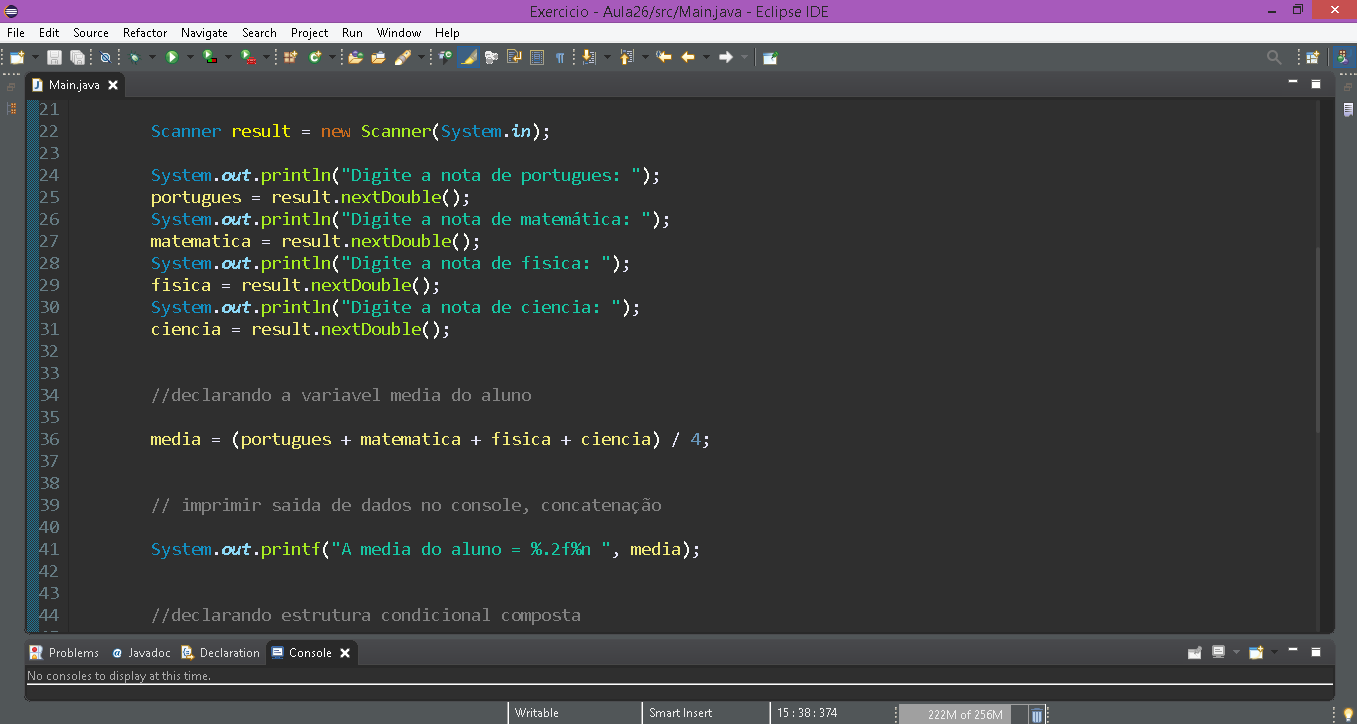 Exercicio - Aula26/src/Main.java - Eclipse IDE
File Edit Source Refactor Navigate Search Project Run Window Help
Main.java
21
22 Scanner result = new Scanner(System.in);
23
24 System.out.println("Digite a nota de portugues: ");
25 portugues = result.nextDouble();
26 System.out.println("Digite a nota de matemática: ");
27 matematica = result.nextDouble();
28 System.out.println("Digite a nota de fisica: ");
29 fisica = result.nextDouble();
30 System.out.println("Digite a nota de ciencia: ");
31 ciencia = result.nextDouble();
32
33
34 //declarando a variavel media do aluno
35
36 media = (portugues + matematica + fisica + ciencia) / 4;
37
38
39 // imprimir saida de dados no console, concatenação
40
41 System.out.printf("A media do aluno = %.2f%n ", media);
42
43
44 //declarando estrutura condicional composta
Problems Javadoc Declaration Console
No consoles to display at this time.
Writable Smart Insert 15 : 38 : 374 222M of 256M